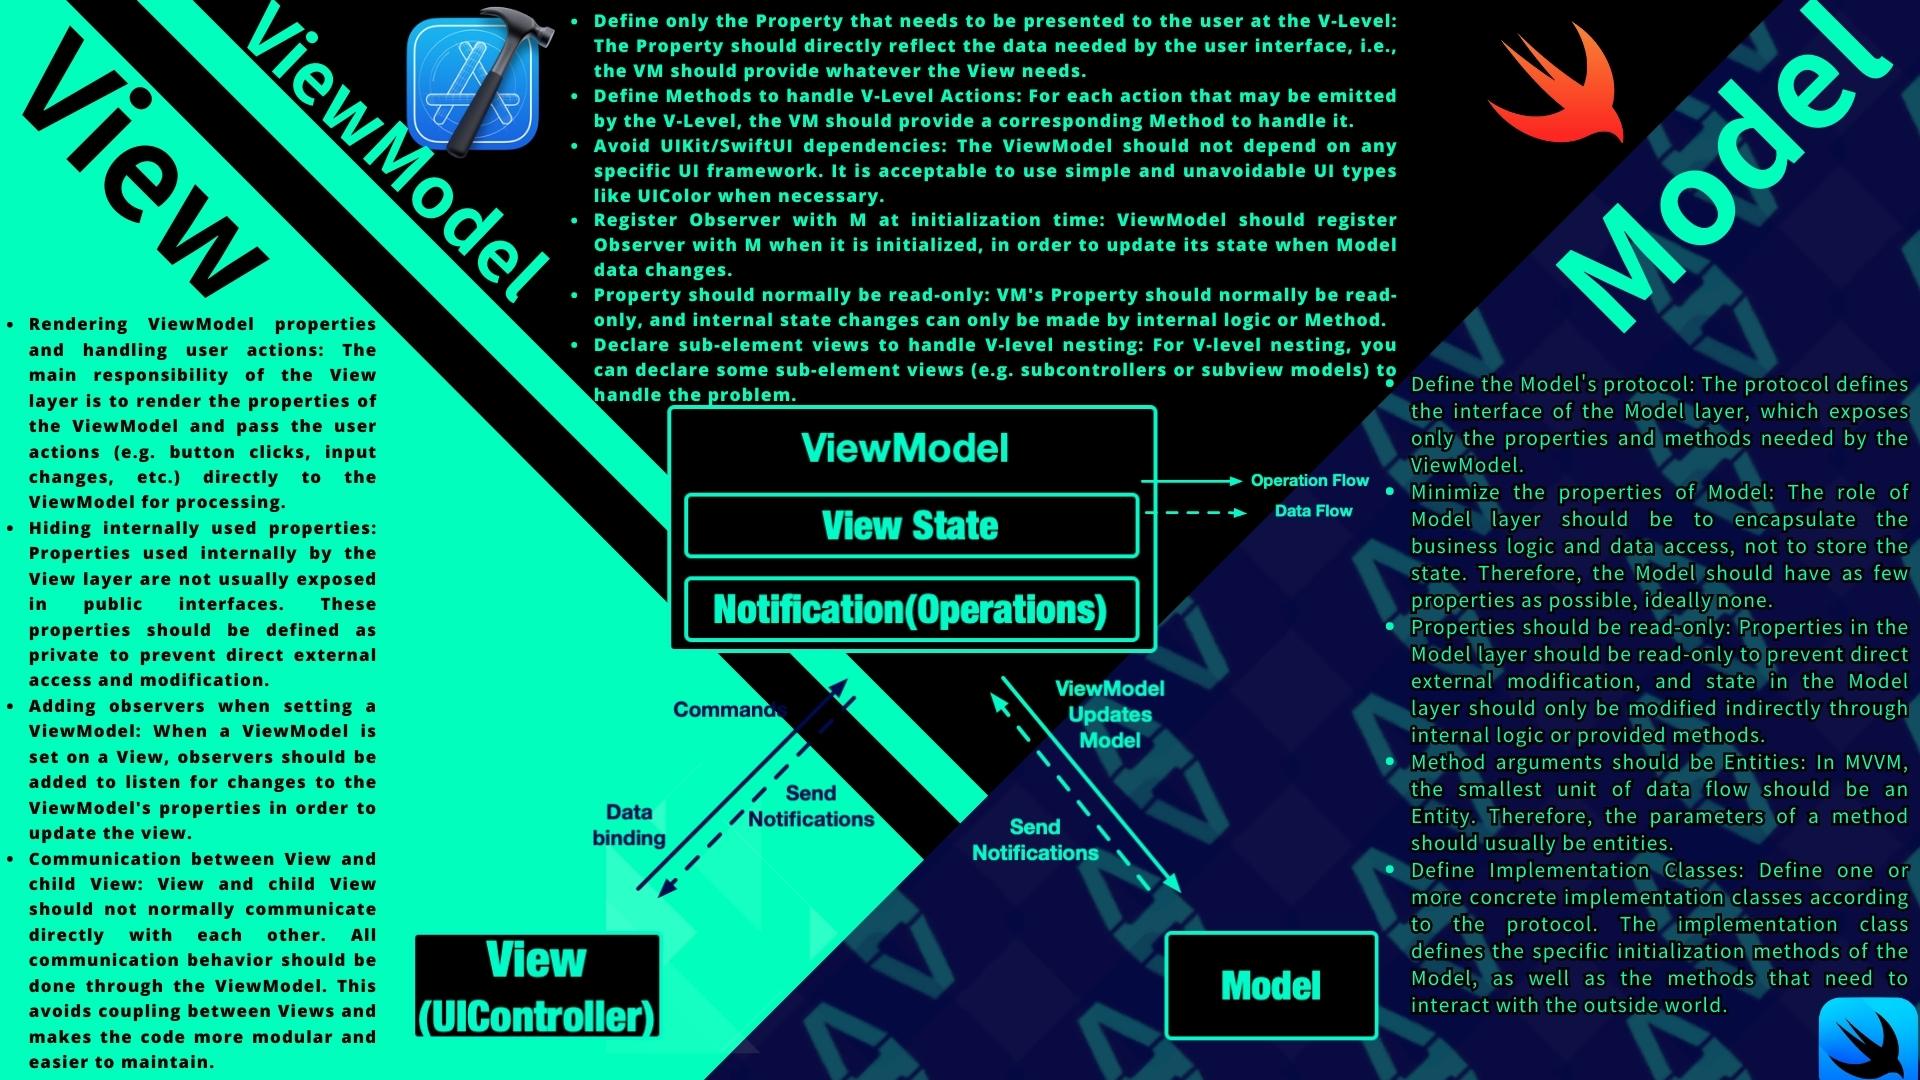 View
Rendering ViewModel properties
and handling user actions: The
main responsibility of the View
layer is to render the properties of
the ViewModel and pass the user
actions (e.g. button clicks, input
changes, etc.) directly to the
ViewModel for processing.
Hiding internally used properties:
Properties used internally by the
View layer are not usually exposed
in public interfaces. These
properties should be defined as
private to prevent direct external
access and modification.
Adding observers when setting a
ViewModel: When a ViewModel is
set on a View, observers should be
added to listen for changes to the
ViewModel's properties in order to
update the view.
Communication between View and
child View: View and child View
should not normally communicate
directly with each other. All
communication behavior should be
done through the ViewModel. This
avoids coupling between Views and
makes the code more modular and
easier to maintain.
ViewModel
Define only the Property that needs to be presented to the user at the V-Level:
The Property should directly reflect the data needed by the user interface, i.e.,
the VM should provide whatever the View needs.
Define Methods to handle V-Level Actions: For each action that may be emitted
by the V-Level, the VM should provide a corresponding Method to handle it.
Avoid UIKit/SwiftUI dependencies: The ViewModel should not depend on any
specific UI framework. It is acceptable to use simple and unavoidable UI types
like UIColor when necessary.
Register Observer with M at initialization time: ViewModel should register
Observer with M when it is initialized, in order to update its state when Model
data changes.
Property should normally be read-only: VM's Property should normally be read-
only, and internal state changes can only be made by internal logic or Method.
Declare sub-element views to handle V-level nesting: For V-level nesting, you
can declare some sub-element views (e.g. subcontrollers or subview models) to
handle the problem.
ViewModel
View State
Notification(Operations)
Operation Flow
Data Flow
Commands
Data
binding
Send
Notifications
ViewModel
Updates
Model
Send
Notifications
View
(UIController)
Model
Model
Define the Model's protocol: The protocol defines
the interface of the Model layer, which exposes
only the properties and methods needed by the
ViewModel.
Minimize the properties of Model: The role of
Model layer should be to encapsulate the
business logic and data access, not to store the
state. Therefore, the Model should have as few
properties as possible, ideally none.
Properties should be read-only: Properties in the
Model layer should be read-only to prevent direct
external modification, and state in the Model
layer should only be modified indirectly through
internal logic or provided methods.
Method arguments should be Entities: In MVVM,
the smallest unit of data flow should be an
Entity. Therefore, the parameters of a method
should usually be entities.
Define Implementation Classes: Define one or
more concrete implementation classes according
to the protocol. The implementation class
defines the specific initialization methods of the
Model, as well as the methods that need to
interact with the outside world.